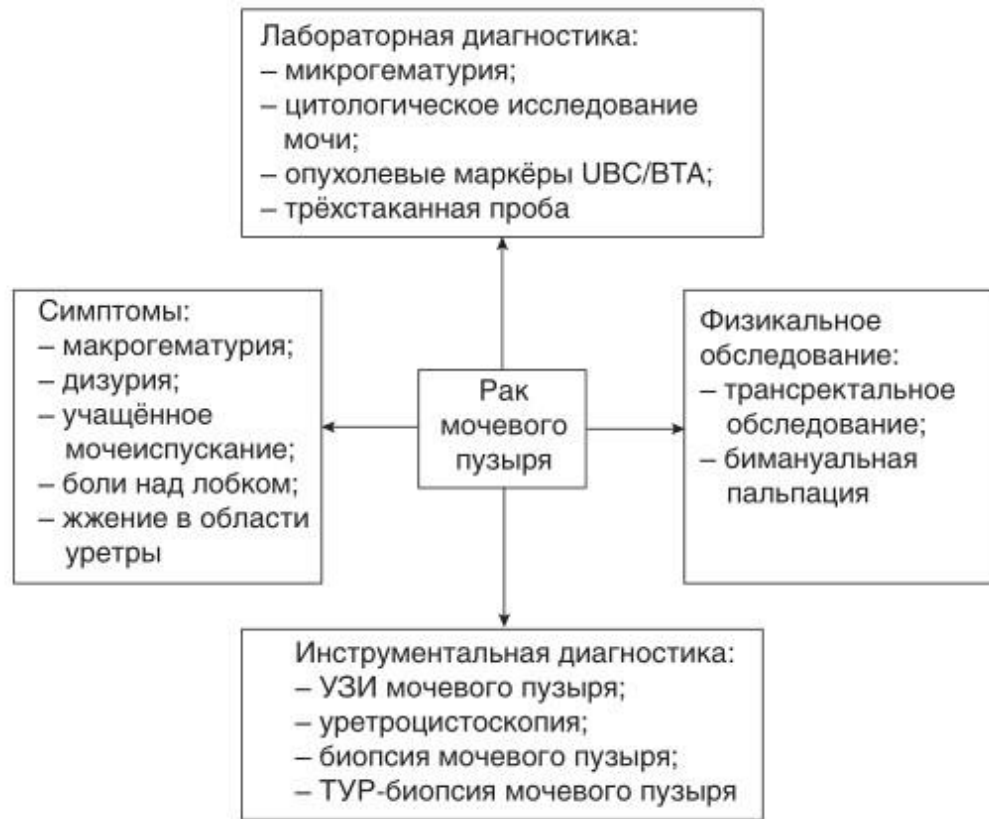 Лабораторная диагностика:
– микрогематурия;
– цитологическое исследование
мочи;
– опухолевые маркёры UBC/BTA;
– трёхстаканная проба
Симптомы:
– макрогематурия;
– дизурия;
– учащённое
мочеиспускание;
– боли над лобком;
– жжение в области
уретры
Рак
мочевого
пузыря
Физикальное
обследование:
– трансректальное
обследование;
– бимануальная
пальпация
Инструментальная диагностика:
– УЗИ мочевого пузыря;
– уретроцистоскопия;
– биопсия мочевого пузыря;
– ТУР-биопсия мочевого пузыря